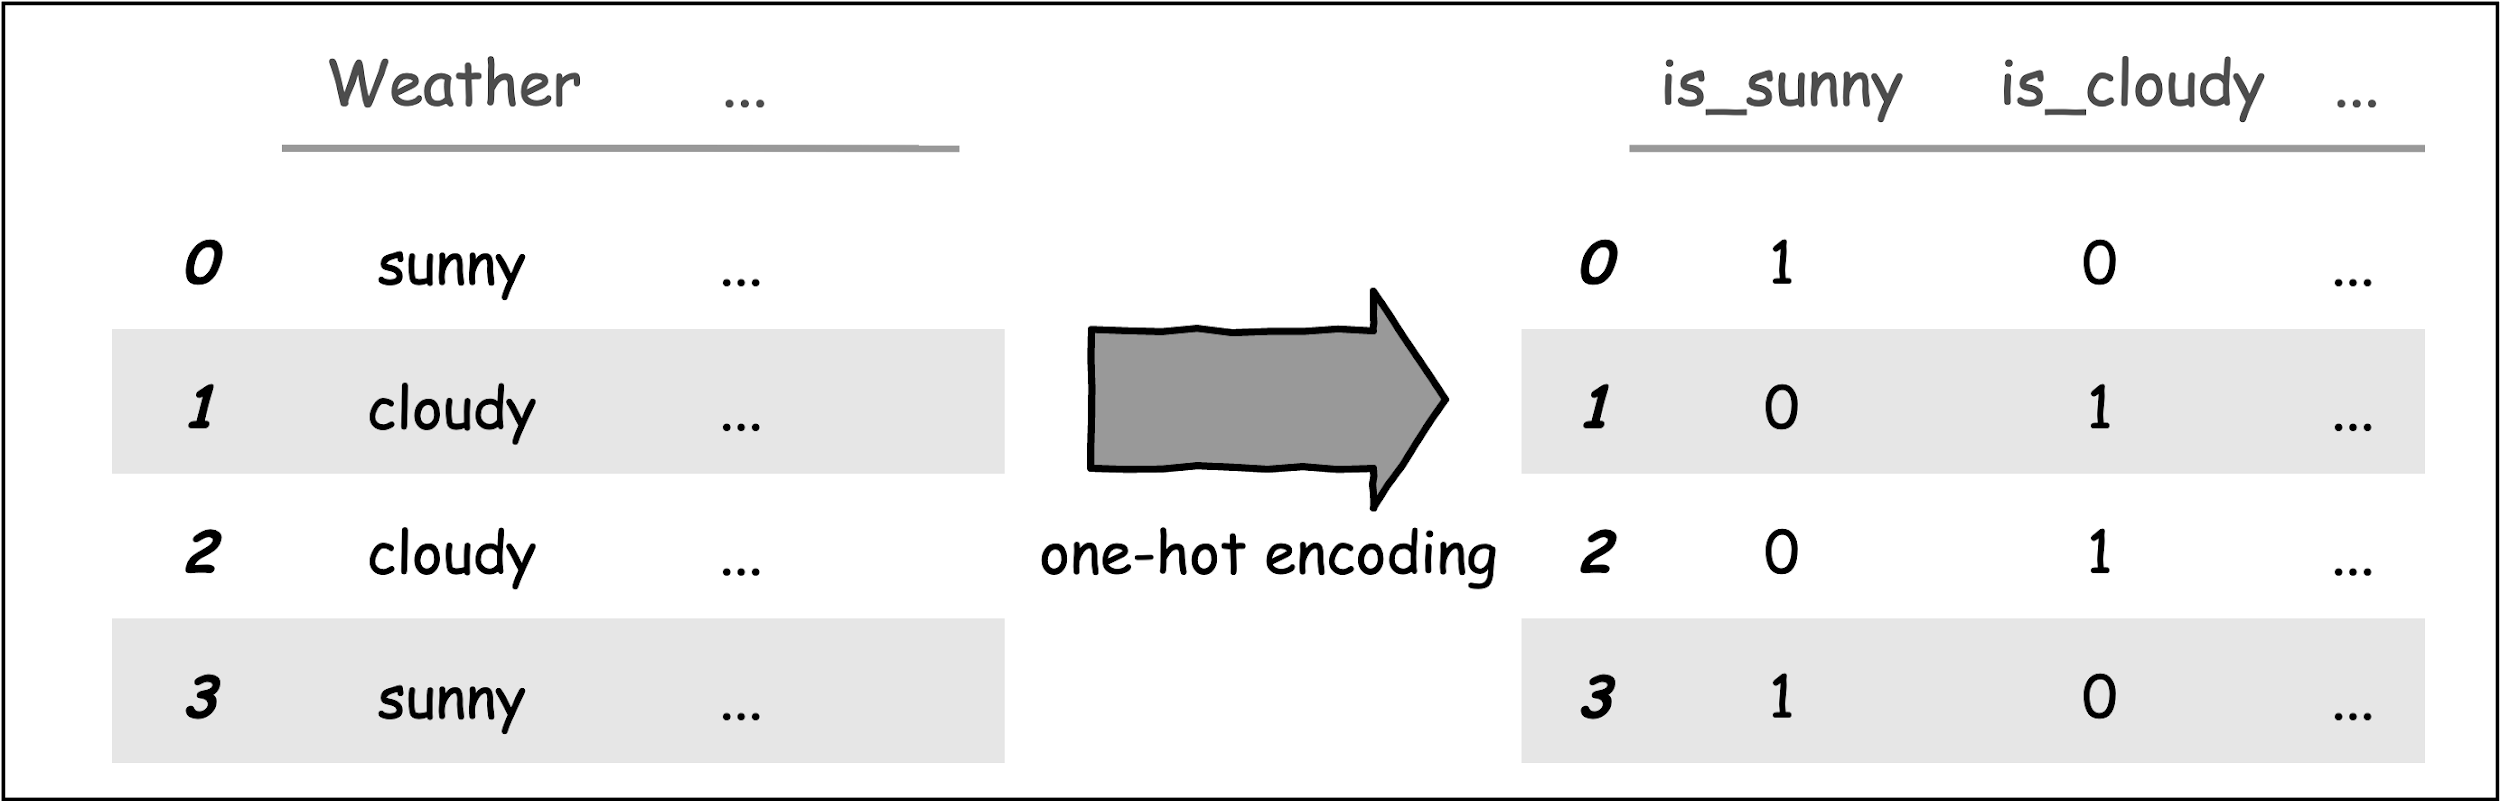 Weather ... is_sunny is_cloudy ...
0 sunny ... 0 1 0 ...
1 cloudy ... 1 0 1 ...
2 cloudy ... one-hot encoding 2 0 1 ...
3 sunny ... 3 1 0 ...